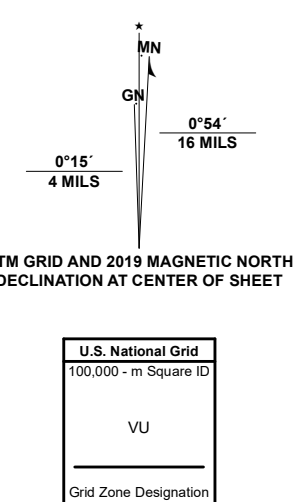 ★
MN
GN
0°54´
16 MILS
0°15´
4 MILS
TM GRID AND 2019 MAGNETIC NORTH
DECLINATION AT CENTER OF SHEET
U.S. National Grid
100,000 - m Square ID
VU
Grid Zone Designation